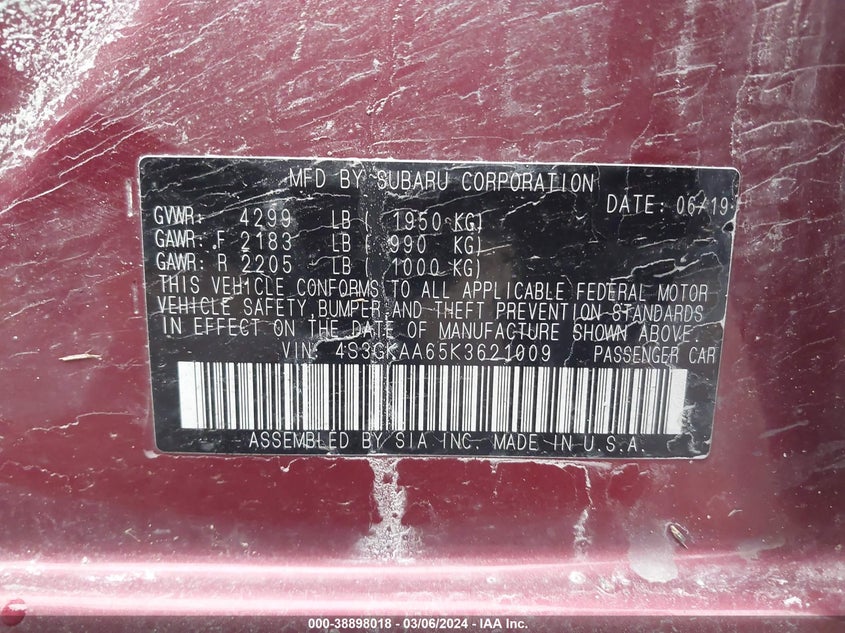 MFD BY SUBARU CORPORATION
DATE: 06/19
GVWR: 4299 LB ( 1950 KG)
GAWR: F 2183 LB ( 990 KG)
GAWR: R 2205 LB ( 1000 KG)
THIS VEHICLE CONFORMS TO ALL APPLICABLE FEDERAL MOTOR
VEHICLE SAFETY, BUMPER AND THEFT PREVENTION STANDARDS
IN EFFECT ON THE DATE OF MANUFACTURE SHOWN ABOVE.
VIN: 4S3GKAA65K3621009 PASSENGER CAR
ASSEMBLED BY SIA INC. MADE IN U.S.A.
000-38898018 - 03/06/2024 - IAA Inc.